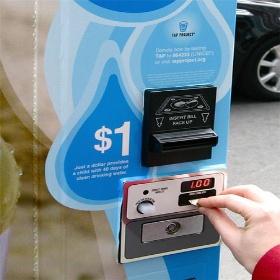 TAP PROJECT
Donate now by texting
TAP to 864233 (UNICEF)
or visit tapproject.org
INSERT BILL
FACE UP
$1
Just a dollar provides
a child with 40 days of
clean drinking water.
1.00